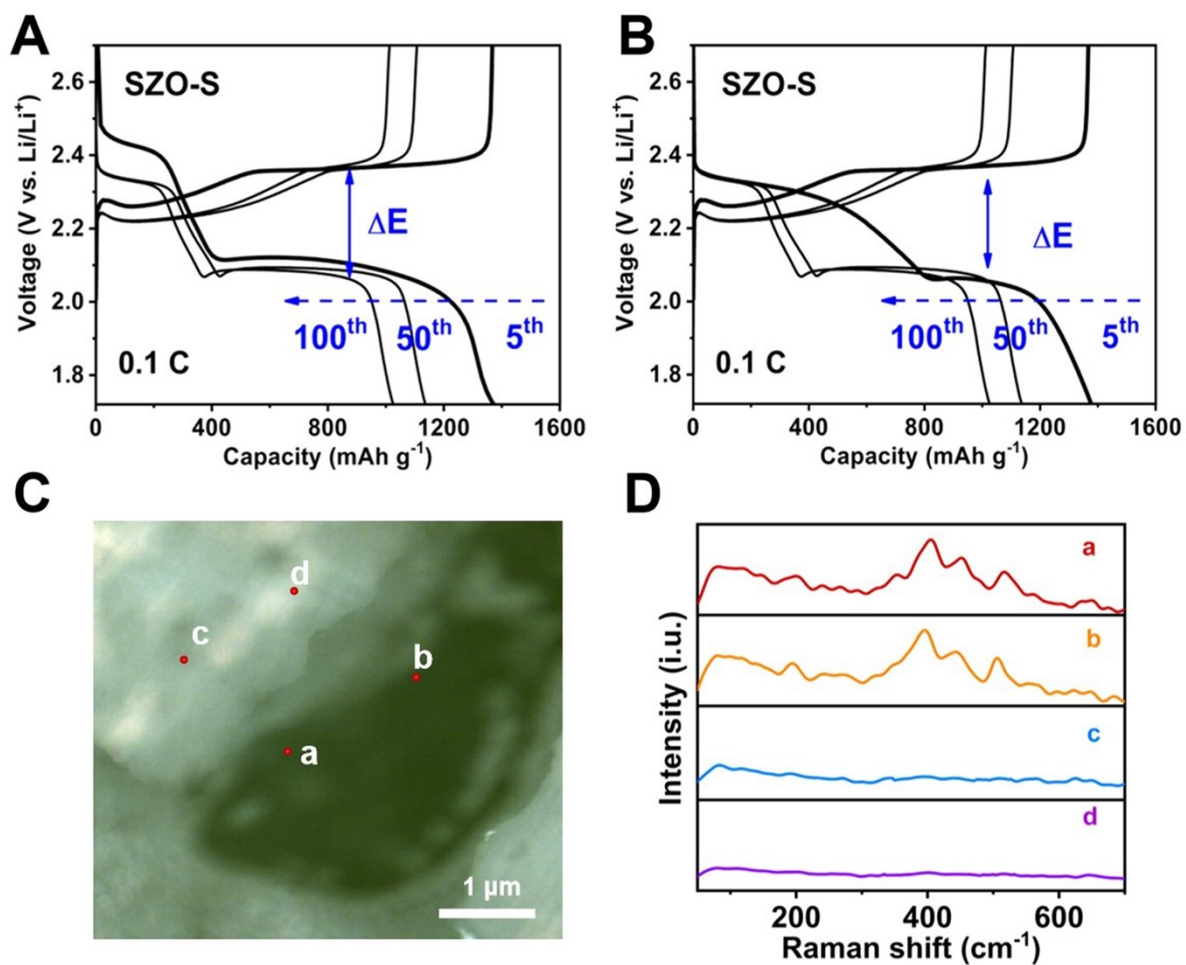 A
SZO-S
2.6
2.4
2.2
2.0
1.8
Voltage (V vs. Li/Li⁺)
ΔE
100ᵗʰ 50ᵗʰ 5ᵗʰ
0.1 C
0 400 800 1200 1600
Capacity (mAh g⁻¹)
B
SZO-S
2.6
2.4
2.2
2.0
1.8
Voltage (V vs. Li/Li⁺)
ΔE
100ᵗʰ 50ᵗʰ 5ᵗʰ
0.1 C
0 400 800 1200 1600
Capacity (mAh g⁻¹)
C
d
c
b
a
1 µm
D
a
b
c
d
Intensity (i.u.)
200 400 600
Raman shift (cm⁻¹)